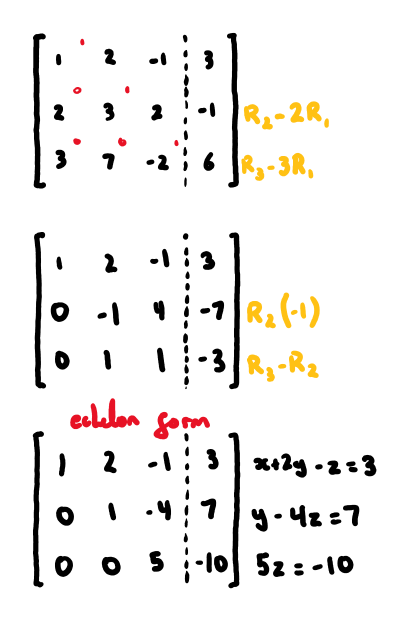 1 2 -1 3
2 3 2 -1 R₂ - 2R₁
3 7 -2 6 R₃ - 3R₁
1 2 -1 3
0 -1 4 -7 R₂(-1)
0 1 1 -3 R₃ - R₂
form
1 2 -1 3 x+2y - z = 3
0 1 -4 7 y - 4z = 7
0 0 5 -10 5z = -10